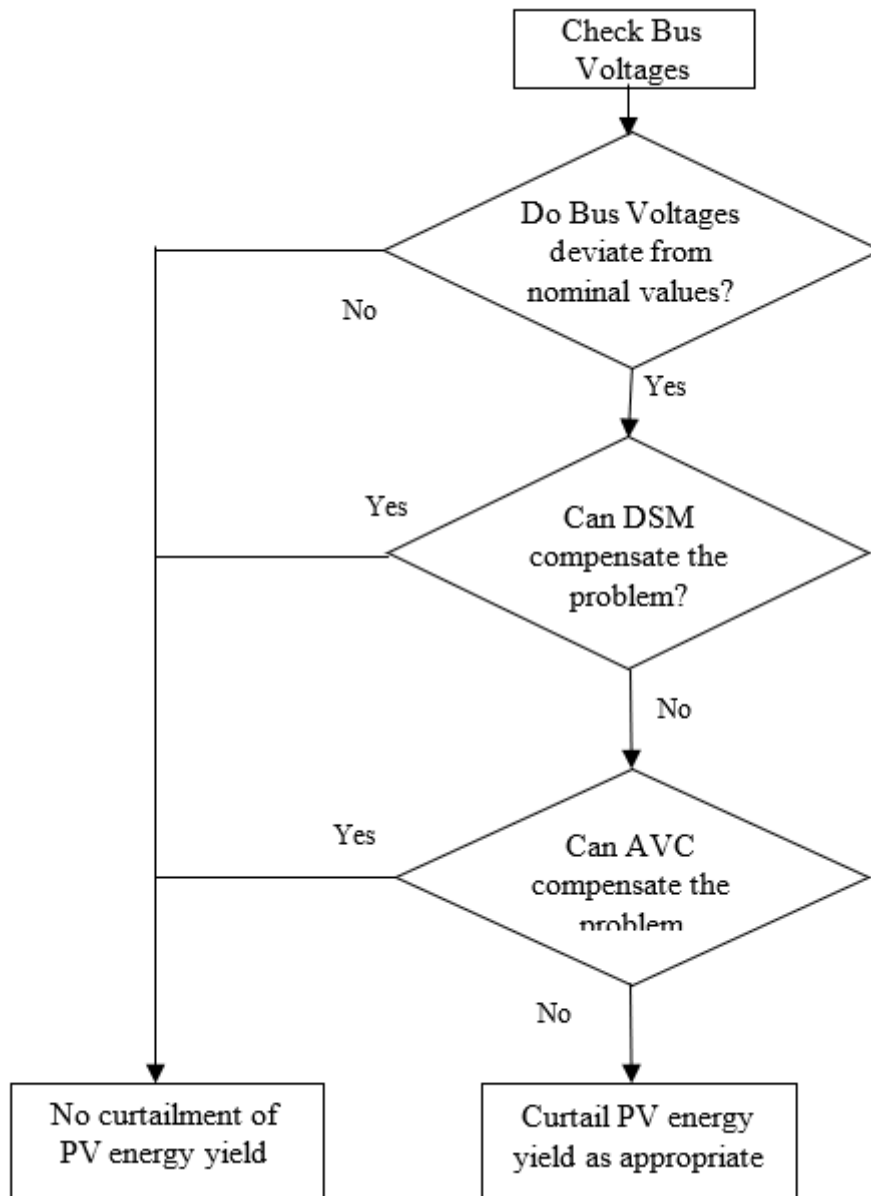 Check Bus
Voltages
Do Bus Voltages
deviate from
nominal values?
No
Yes
Yes
Can DSM
compensate the
problem?
No
Yes
Can AVC
compensate the
problem
No
No curtailment of
PV energy yield
Curtail PV energy
yield as appropriate